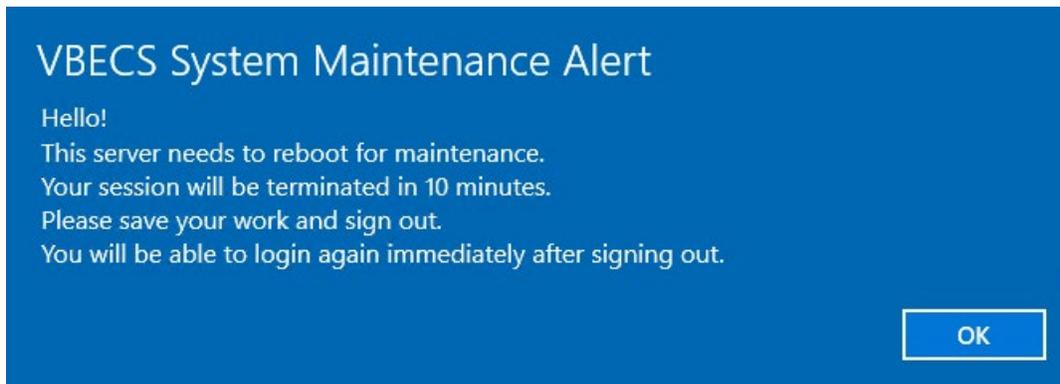 VBECS System Maintenance Alert
Hello!
This server needs to reboot for maintenance.
Your session will be terminated in 10 minutes.
Please save your work and sign out.
You will be able to login again immediately after signing out.
OK